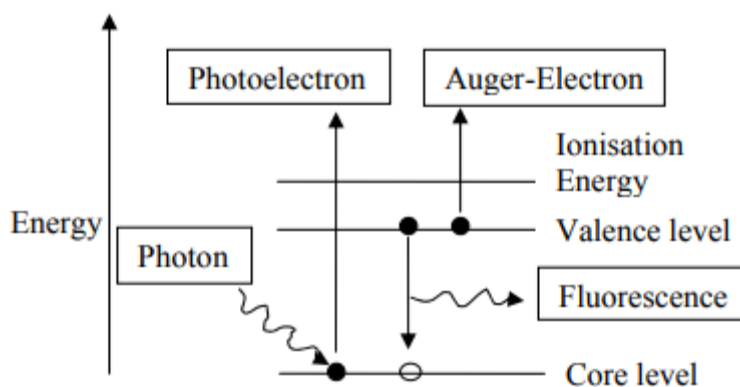 Photoelectron
Auger-Electron
Ionisation
Energy
Energy
Valence level
Photon
Fluorescence
Core level